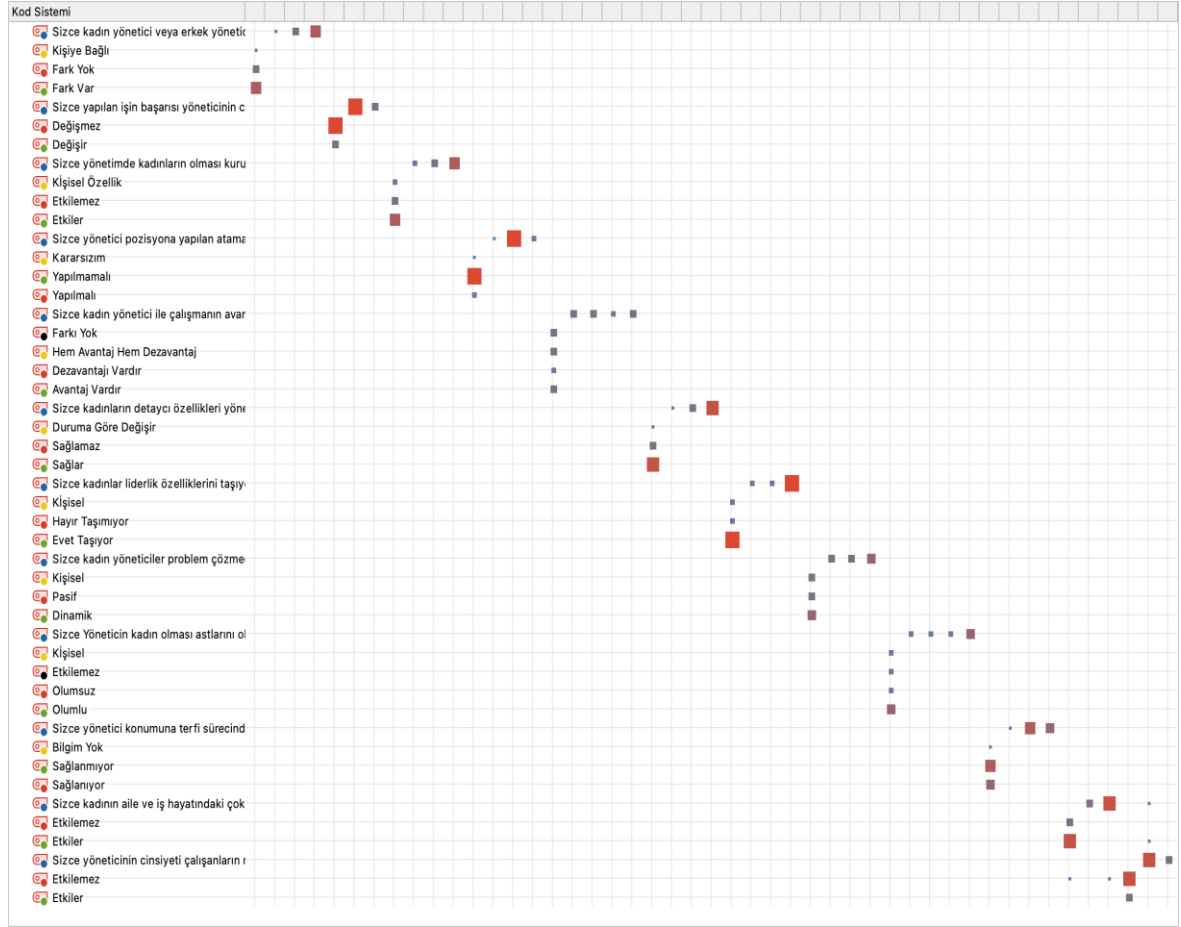 Kod Sistemi
Sizce kadın yönetici veya erkek yönetic
Kişiye Bağlı
Fark Yok
Fark Var
Sizce yapılan işin başarısı yöneticinin c
Değişmez
Değişir
Sizce yönetimde kadınların olması kuru
Kişisel Özellik
Etkilemez
Etkiler
Sizce yönetici pozisyona yapılan atama
Kararsızım
Yapılmamalı
Yapılmalı
Sizce kadın yönetici ile çalışmanın avar
Farkı Yok
Hem Avantaj Hem Dezavantaj
Dezavantajı Vardır
Avantaj Vardır
Sizce kadınların detaycı özellikleri yöne
Duruma Göre Değişir
Sağlamaz
Sağlar
Sizce kadınlar liderlik özelliklerini taşıy
Kişisel
Hayır Taşımıyor
Evet Taşıyor
Sizce kadın yöneticiler problem çözme
Kişisel
Pasif
Dinamik
Sizce Yöneticin kadın olması astlarını ol
Kişisel
Etkilemez
Olumsuz
Olumlu
Sizce yönetici konumuna terfi sürecind
Bilgim Yok
Sağlanmıyor
Sağlanıyor
Sizce kadının aile ve iş hayatındaki çok
Etkilemez
Etkiler
Sizce yöneticinin cinsiyeti çalışanların r
Etkilemez
Etkiler